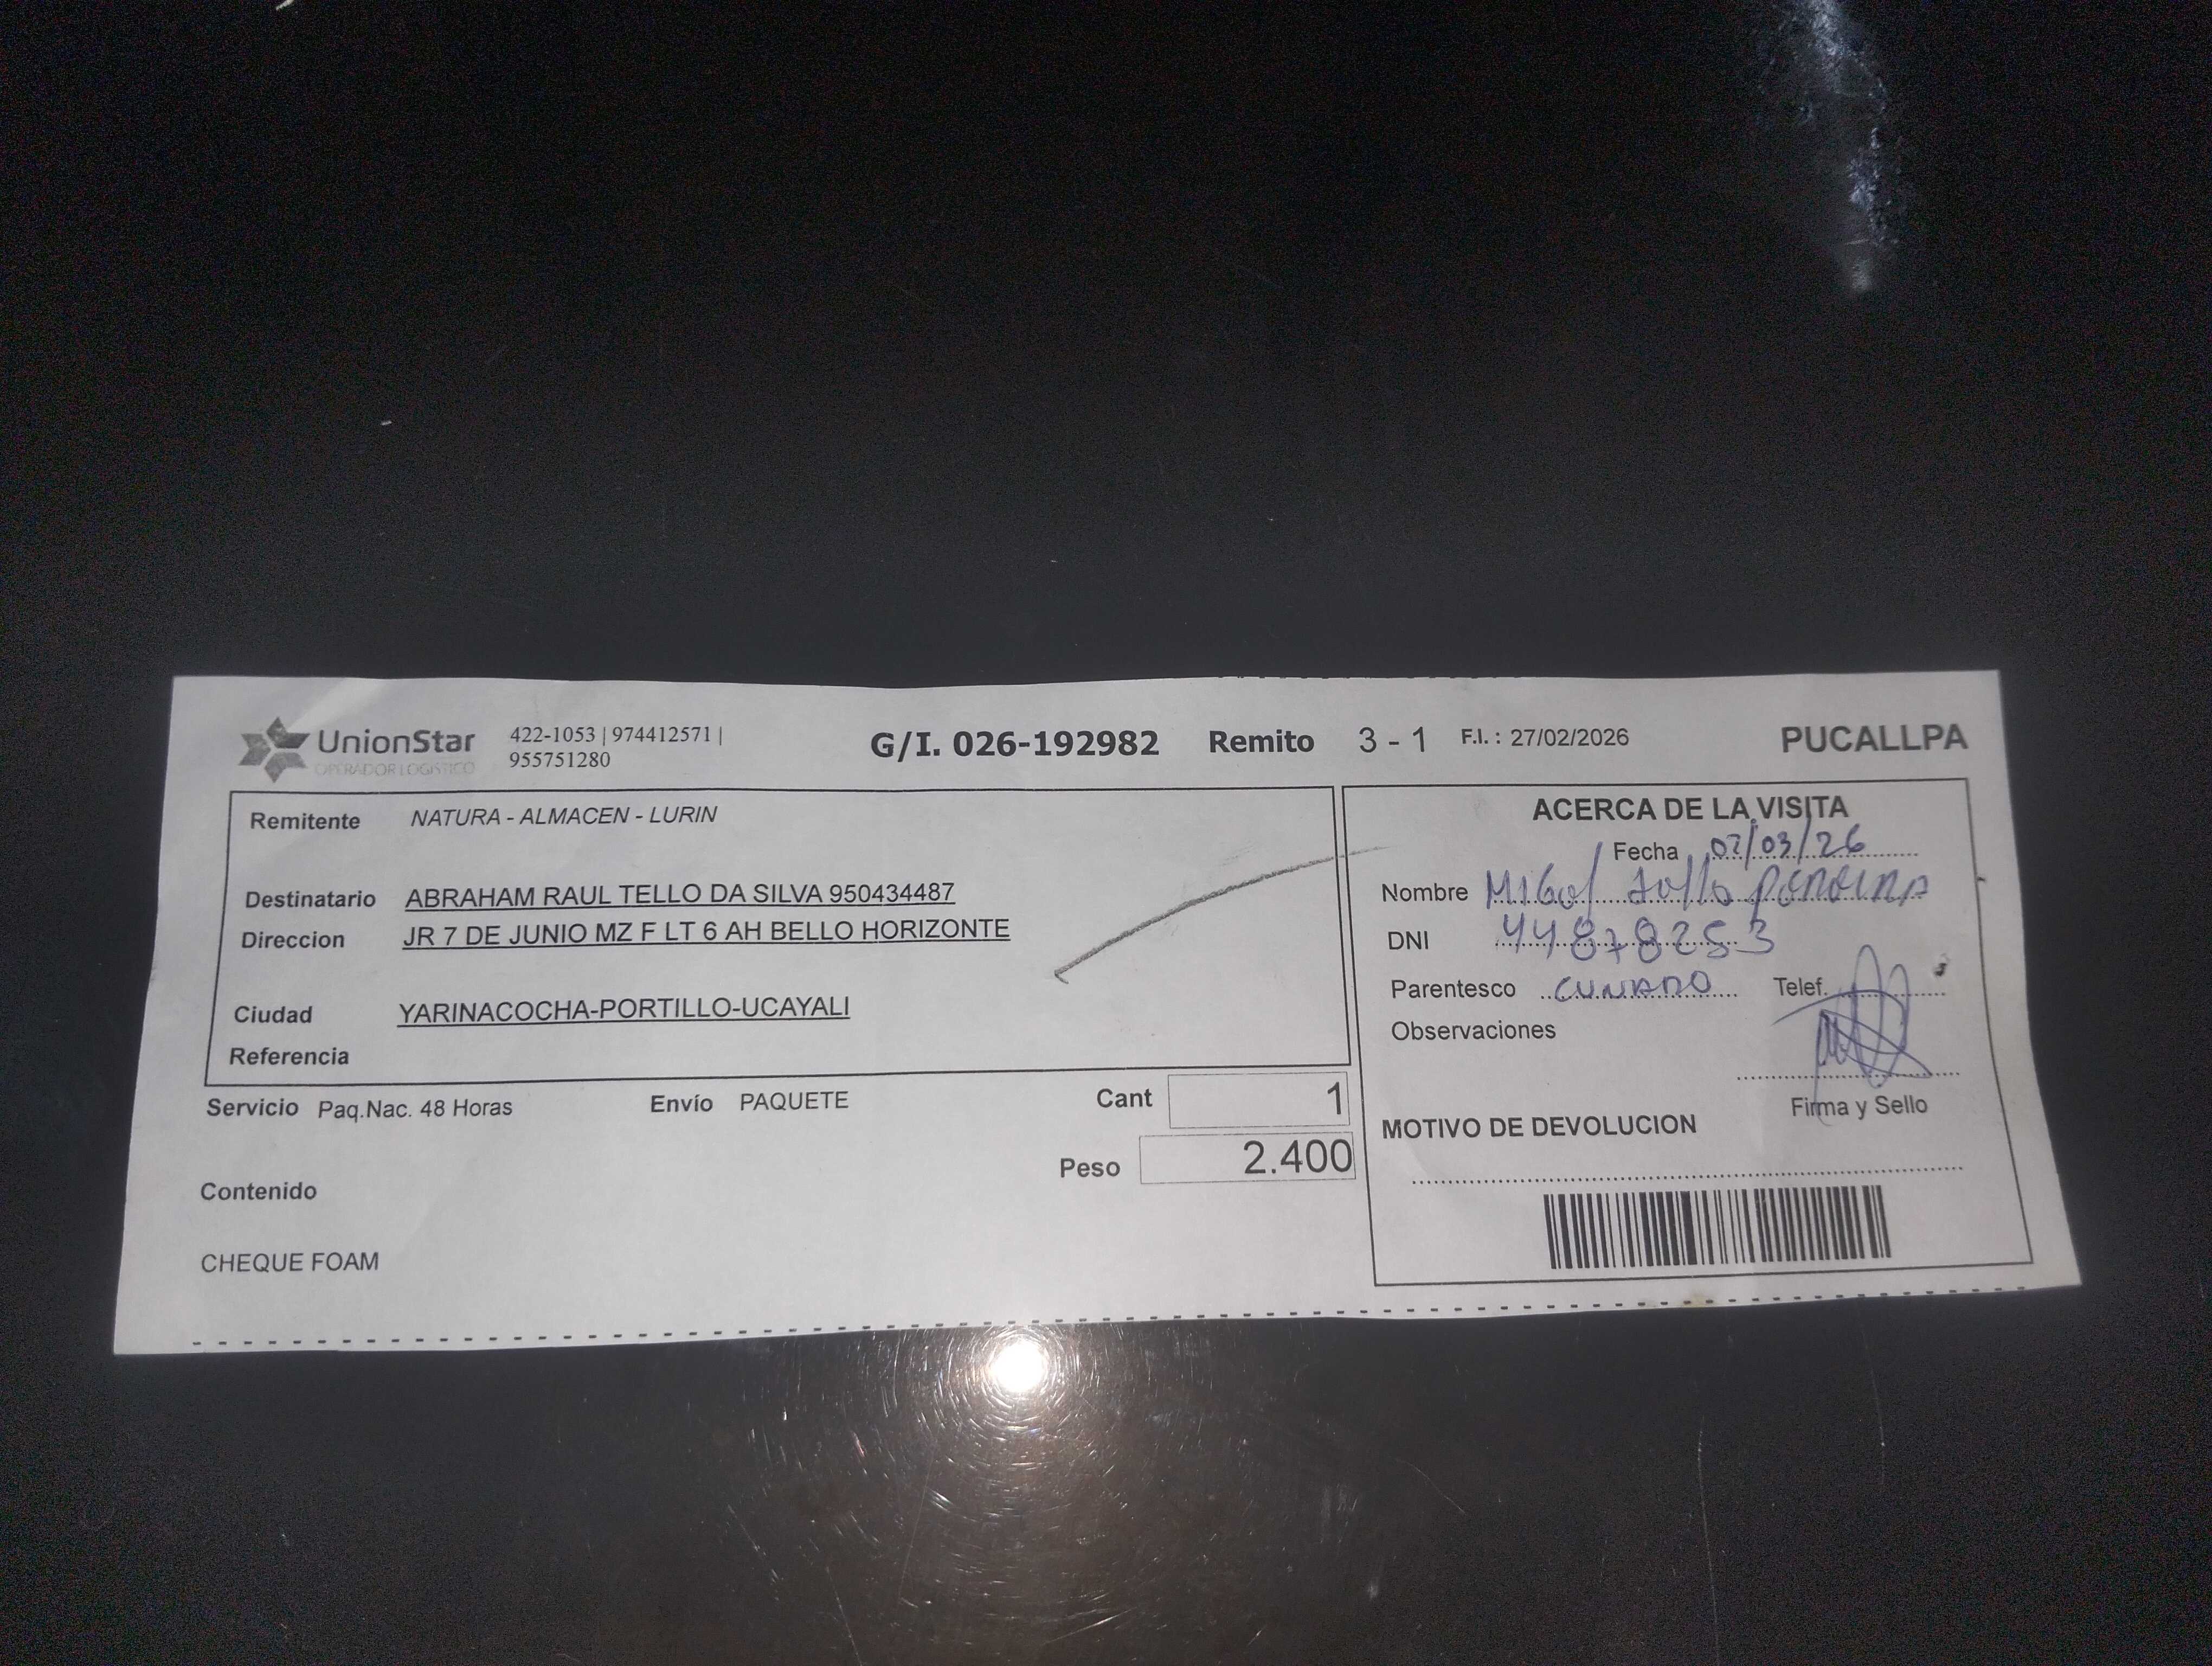 UnionStar
OPERADOR LOGISTICO
422-1053 | 974412571 |
955751280
G/I. 026-192982 Remito 3 - 1 F.I. : 27/02/2026 PUCALLPA
Remitente NATURA - ALMACEN - LURIN
Destinatario ABRAHAM RAUL TELLO DA SILVA 950434487
Direccion JR 7 DE JUNIO MZ F LT 6 AH BELLO HORIZONTE
Ciudad YARINACOCHA-PORTILLO-UCAYALI
Referencia
Servicio Paq.Nac. 48 Horas Envío PAQUETE Cant 1
Peso 2.400
Contenido
CHEQUE FOAM
ACERCA DE LA VISITA
Fecha 02/03/26
Nombre
DNI 44878253
Parentesco CUNADO Telef.
Observaciones
Firma y Sello
MOTIVO DE DEVOLUCION